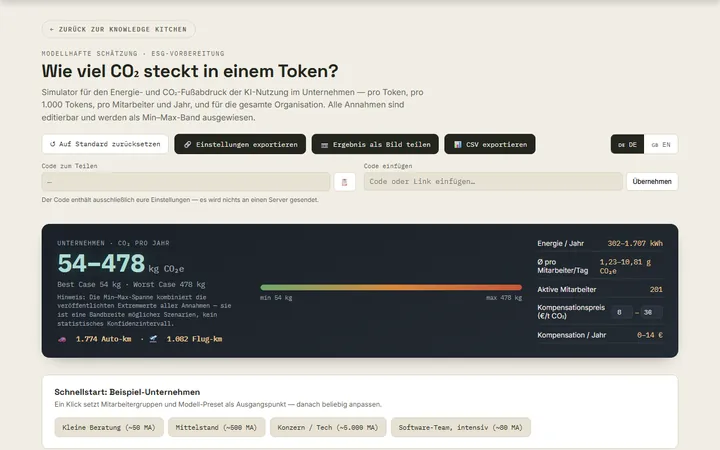 ← ZURÜCK ZUR KNOWLEDGE KITCHEN
MODELLHAFTE SCHÄTZUNG · ESG-VORBEREITUNG
Wie viel CO₂ steckt in einem Token?
Simulator für den Energie- und CO₂-Fußabdruck der KI-Nutzung im Unternehmen — pro Token, pro
1.000 Tokens, pro Mitarbeiter und Jahr, und für die gesamte Organisation. Alle Annahmen sind
editierbar und werden als Min–Max-Band ausgewiesen.
↺ Auf Standard zurücksetzen
Einstellungen exportieren
Ergebnis als Bild teilen
CSV exportieren
DE DE
GB EN
Code zum Teilen
Code einfügen
—
Code oder Link einfügen…
Übernehmen
Der Code enthält ausschließlich eure Einstellungen — es wird nichts an einen Server gesendet.
UNTERNEHMEN · CO₂ PRO JAHR
54–478 kg CO₂e
Best Case 54 kg · Worst Case 478 kg
Hinweis: Die Min-Max-Spanne kombiniert die
veröffentlichten Extremwerte aller Annahmen — sie
ist eine Bandbreite möglicher Szenarien, kein
statistisches Konfidenzintervall.
1.774 Auto-km · 1.082 Flug-km
min 54 kg
max 478 kg
Energie / Jahr 302–1.707 kWh
Ø pro Mitarbeiter/Tag 1,23–10,81 g CO₂e
Aktive Mitarbeiter 201
Kompensationspreis (€/t CO₂) 0 – 30
Kompensation / Jahr 0–14 €
Schnellstart: Beispiel-Unternehmen
Ein Klick setzt Mitarbeitergruppen und Modell-Preset als Ausgangspunkt — danach beliebig anpassen.
Kleine Beratung (~50 MA)
Mittelstand (~500 MA)
Konzern / Tech (~5.000 MA)
Software-Team, intensiv (~80 MA)